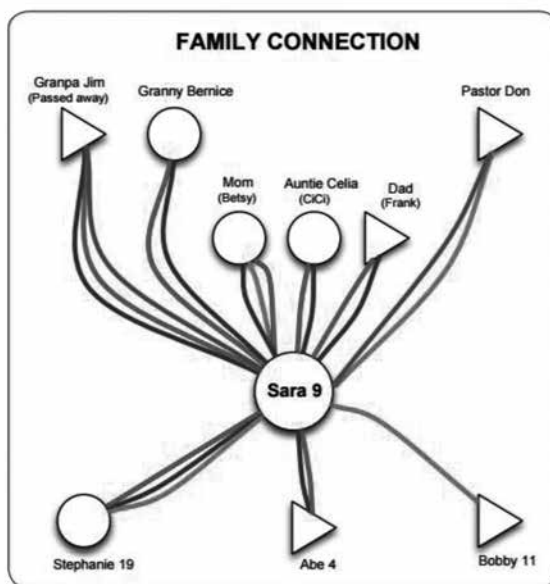 FAMILY CONNECTION
Granpa Jim
(Passed away)
Granny Bernice
Pastor Don
Mom
(Betsy)
Auntie Celia
(CiCi)
Dad
(Frank)
Sara 9
Stephanie 19
Abe 4
Bobby 11